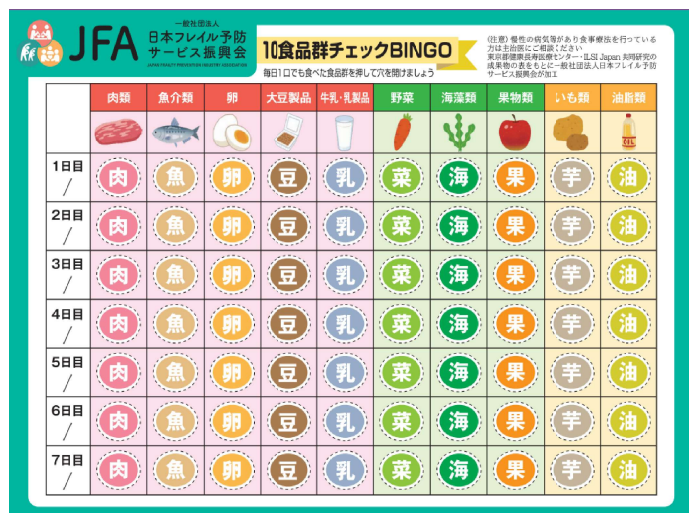 一般社団法人
JFA 日本フレイル予防
サービス振興会
10食品群チェックBINGO
毎日1口でも食べた食品群を押して穴を開けましょう
(注意) 慢性の病気等があり食事療法を行っている
方は主治医にご相談ください
東京都健康長寿医療センター・ILSI Japan 共同研究の
成果物の表をもとに一般社団法人日本フレイル予防
サービス振興会が加工
肉類 魚介類 卵 大豆製品 牛乳・乳製品 野菜 海藻類 果物類 いも類 油脂類
1日目 肉 魚 卵 豆 乳 菜 海 果 芋 油
/
2日目 肉 魚 卵 豆 乳 菜 海 果 芋 油
/
3日目 肉 魚 卵 豆 乳 菜 海 果 芋 油
/
4日目 肉 魚 卵 豆 乳 菜 海 果 芋 油
/
5日目 肉 魚 卵 豆 乳 菜 海 果 芋 油
/
6日目 肉 魚 卵 豆 乳 菜 海 果 芋 油
/
7日目 肉 魚 卵 豆 乳 菜 海 果 芋 油
/